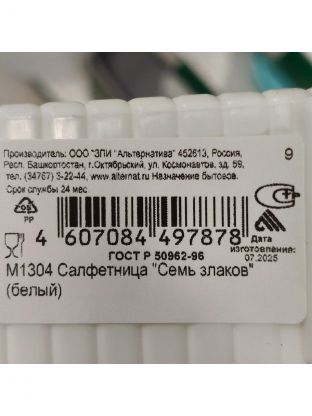 Производитель: ООО "ЗПИ "Альтернатива" 452613, Россия,
Респ. Башкортостан, г.Октябрьский, ул. Космонавтов, зд. 59,
тел. (34767) 3-22-44, www.alternat.ru Назначение бытовое.
Срок службы 24 мес
9
05
PP
4 607084 497878
Дата
изготовления:
07.2025
ГОСТ Р 50962-96
М1304 Салфетница "Семь злаков"
(белый)